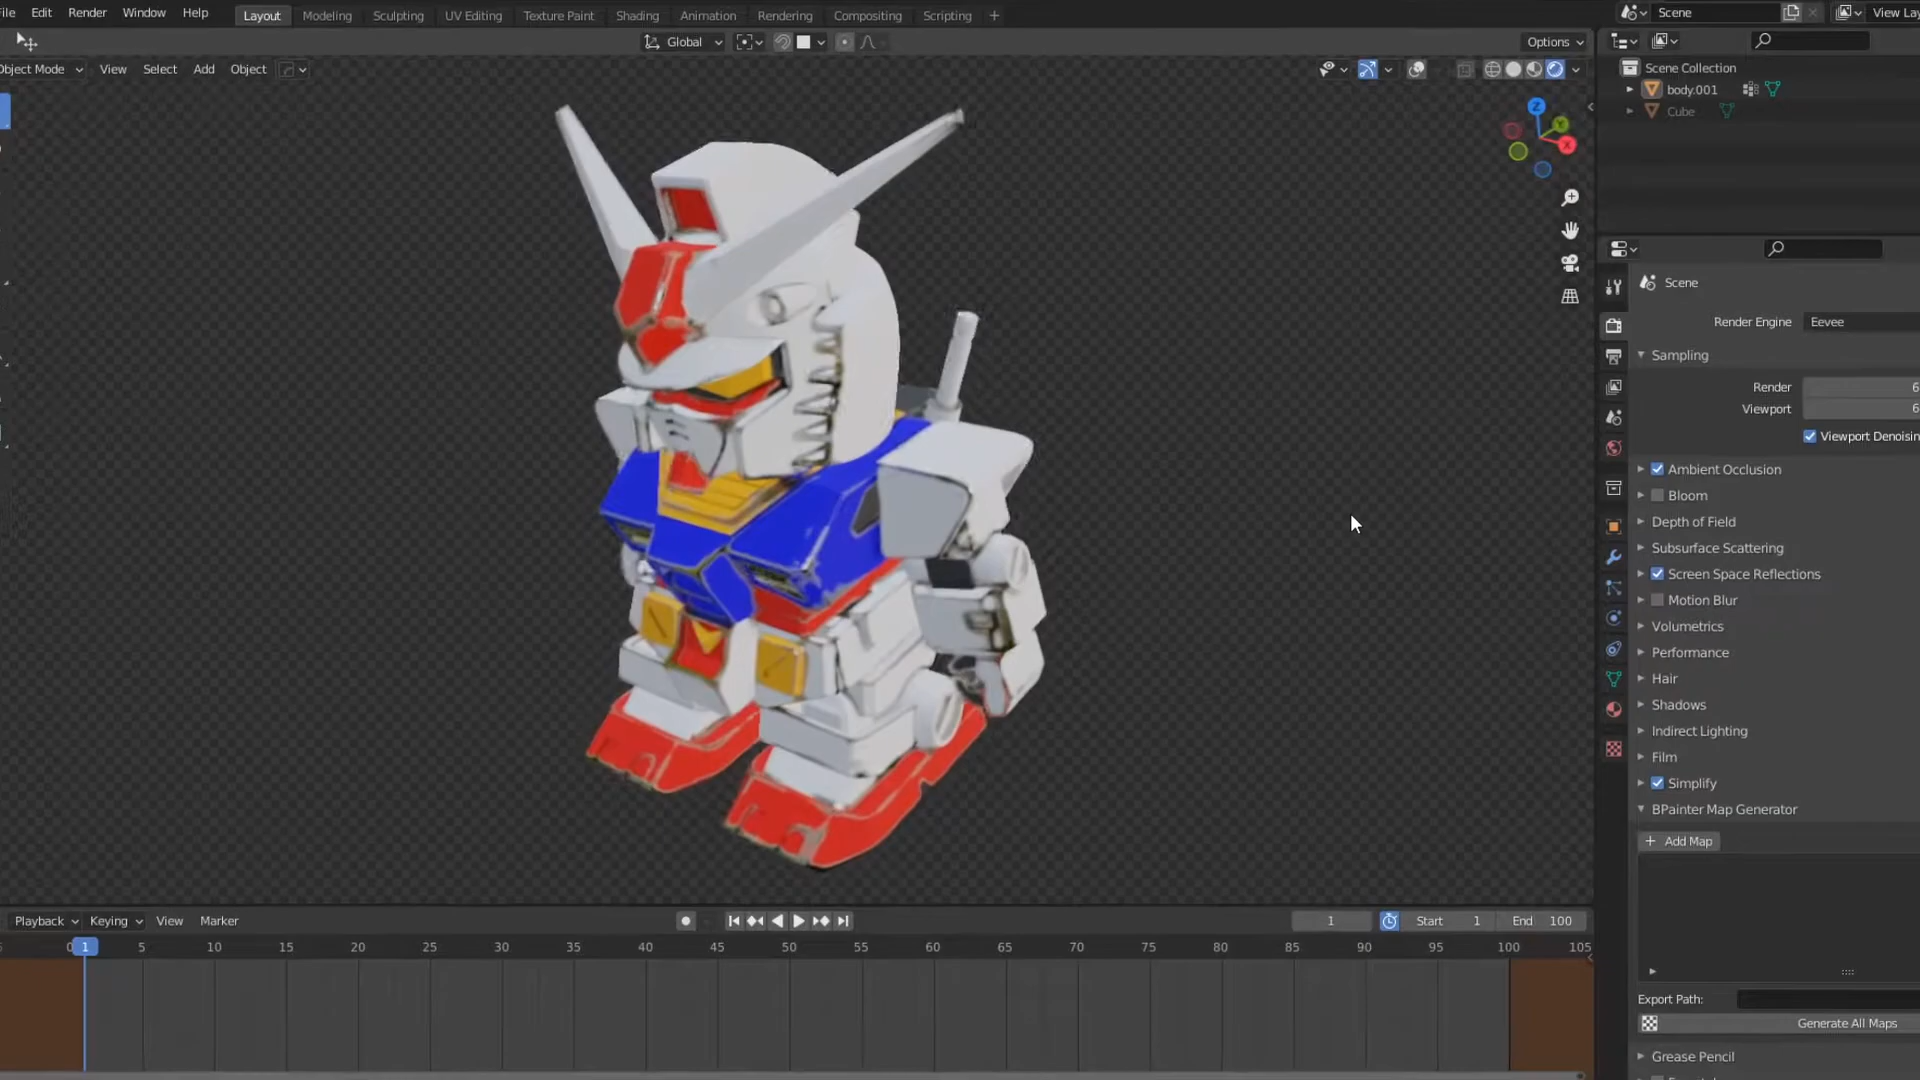 File Edit Render Window Help Layout Modeling Sculpting UV Editing Texture Paint Shading Animation Rendering Compositing Scripting + Scene View Lay
Global Options
Object Mode View Select Add Object
Scene Collection
body.001
Cube
Z
Y
X
Scene
Render Engine Eevee
Sampling
Render 6
Viewport 6
Viewport Denoisin
Ambient Occlusion
Bloom
Depth of Field
Subsurface Scattering
Screen Space Reflections
Motion Blur
Volumetrics
Performance
Hair
Shadows
Indirect Lighting
Film
Simplify
BPainter Map Generator
+ Add Map
Export Path:
Generate All Maps
Grease Pencil
Playback Keying View Marker 1 Start 1 End 100
0 1 5 10 15 20 25 30 35 40 45 50 55 60 65 70 75 80 85 90 95 100 105